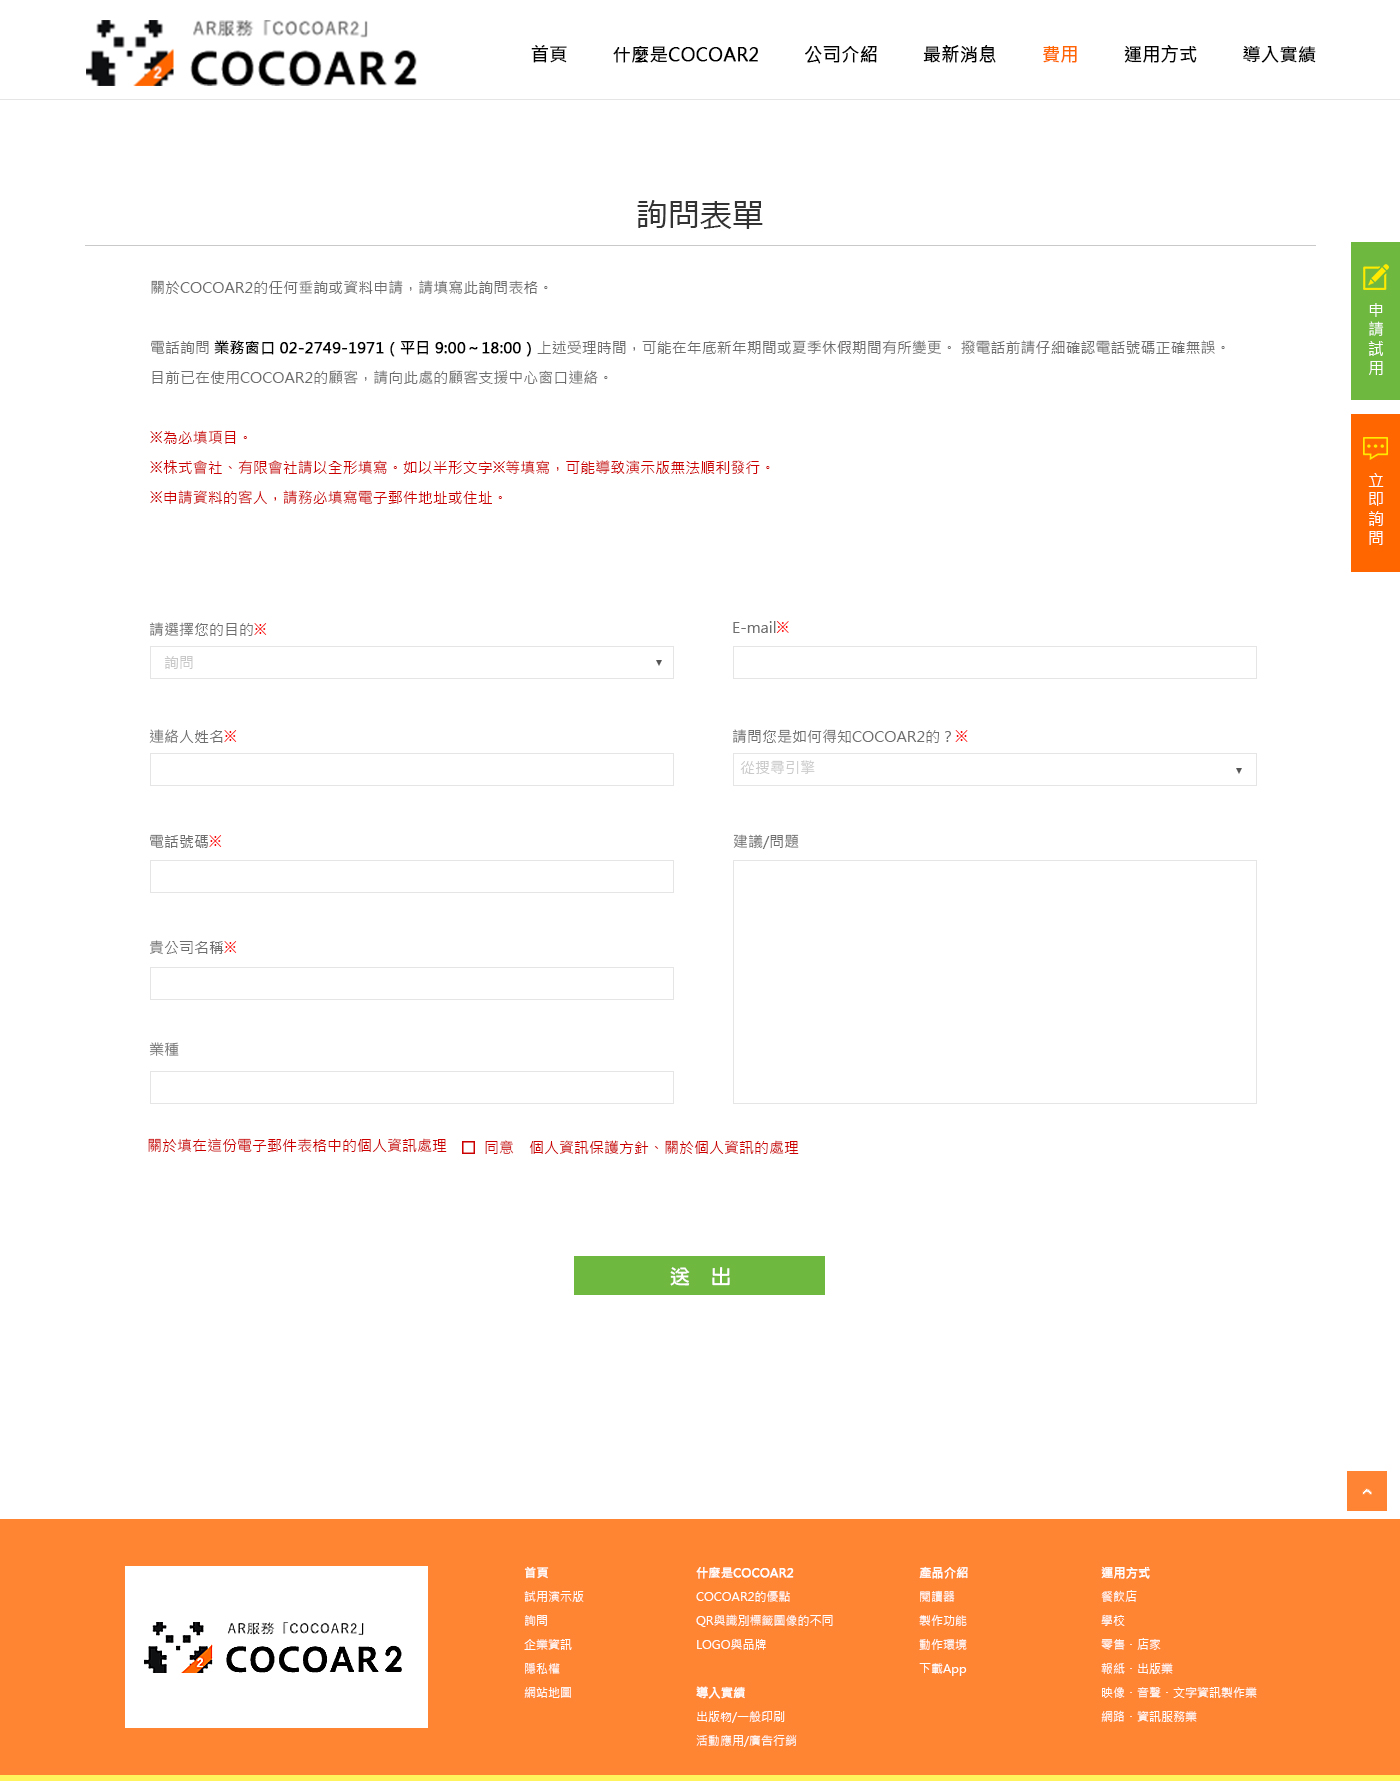 AR服務「COCOAR2」
COCOAR2
首頁 什麼是COCOAR2 公司介紹 最新消息 費用 運用方式 導入實績
詢問表單
關於COCOAR2的任何垂詢或資料申請，請填寫此詢問表格。
電話詢問 業務窗口 02-2749-1971（平日 9:00～18:00）上述受理時間，可能在年底新年期間或夏季休假期間有所變更。 撥電話前請仔細確認電話號碼正確無誤。
目前已在使用COCOAR2的顧客，請向此處的顧客支援中心窗口連絡。
※為必填項目。
※株式會社、有限會社請以全形填寫。如以半形文字※等填寫，可能導致演示版無法順利發行。
※申請資料的客人，請務必填寫電子郵件地址或住址。
申請試用
立即詢問
請選擇您的目的※
詢問
E-mail※
連絡人姓名※
請問您是如何得知COCOAR2的？※
從搜尋引擎
電話號碼※
建議/問題
貴公司名稱※
業種
關於填在這份電子郵件表格中的個人資訊處理 同意 個人資訊保護方針、關於個人資訊的處理
送 出
AR服務「COCOAR2」
COCOAR2
首頁
試用演示版
詢問
企業資訊
隱私權
網站地圖
什麼是COCOAR2
COCOAR2的優點
QR與識別標籤圖像的不同
LOGO與品牌
導入實績
出版物/一般印刷
活動應用/廣告行銷
產品介紹
閱讀器
製作功能
動作環境
下載App
運用方式
餐飲店
學校
零售．店家
報紙．出版業
映像．音聲．文字資訊製作業
網路．資訊服務業